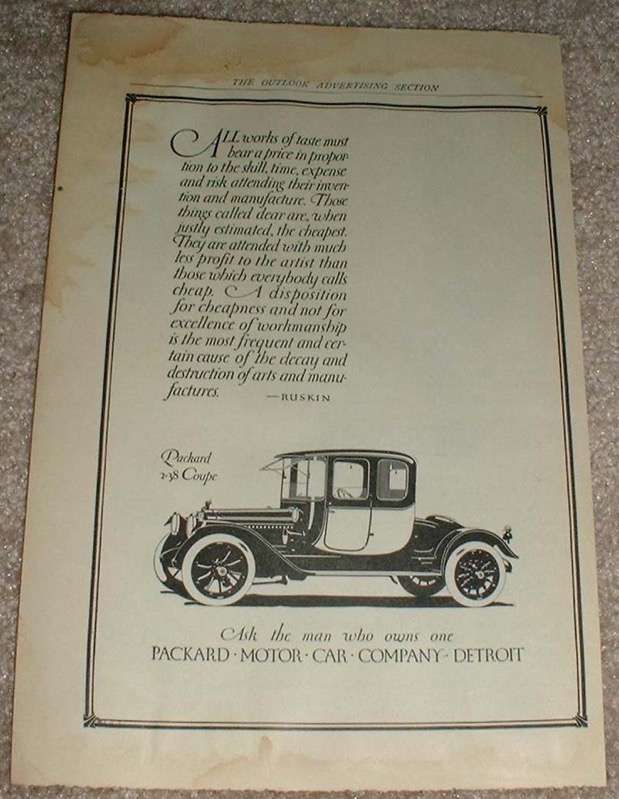 THE OUTLOOK ADVERTISING SECTION
ALL works of taste must
bear a price in propor-
tion to the skill, time, expense
and risk attending their inven-
tion and manufacture. Those
things called dear are, when
justly estimated, the cheapest.
They are attended with much
less profit to the artist than
those which everybody calls
cheap. A disposition
for cheapness and not for
excellence of workmanship
is the most frequent and cer-
tain cause of the decay and
destruction of arts and manu-
factures. —RUSKIN
Packard
2-38 Coupe
Ask the man who owns one
PACKARD · MOTOR · CAR · COMPANY · DETROIT